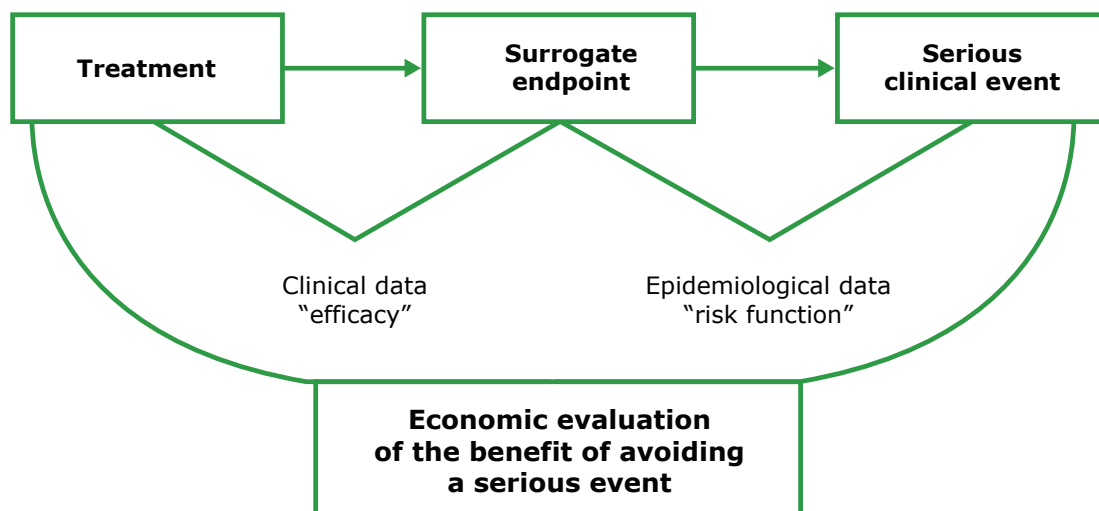 Treatment
Surrogate
endpoint
Serious
clinical event
Clinical data
“efficacy”
Epidemiological data
“risk function”
Economic evaluation
of the benefit of avoiding
a serious event